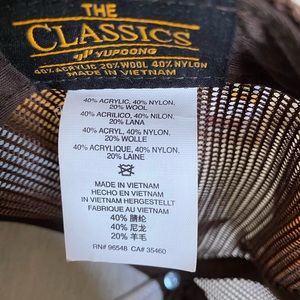 THE
CLASSICS
YUPOONG
40% ACRYLIC 20% WOOL 40% NYLON
MADE IN VIETNAM
40% ACRYLIC, 40% NYLON,
20% WOOL
40% ACRILICO, 40% NILON,
20% LANA
40% ACRYL, 40% NYLON,
20% WOLLE
40% ACRYLIQUE, 40% NYLON,
20% LAINE
MADE IN VIETNAM
HECHO EN VIETNAM
IN VIETNAM HERGESTELLT
FABRIQUE AU VIETNAM
40% 腈纶
40% 尼龙
20% 羊毛
RN# 96548 CA# 35460